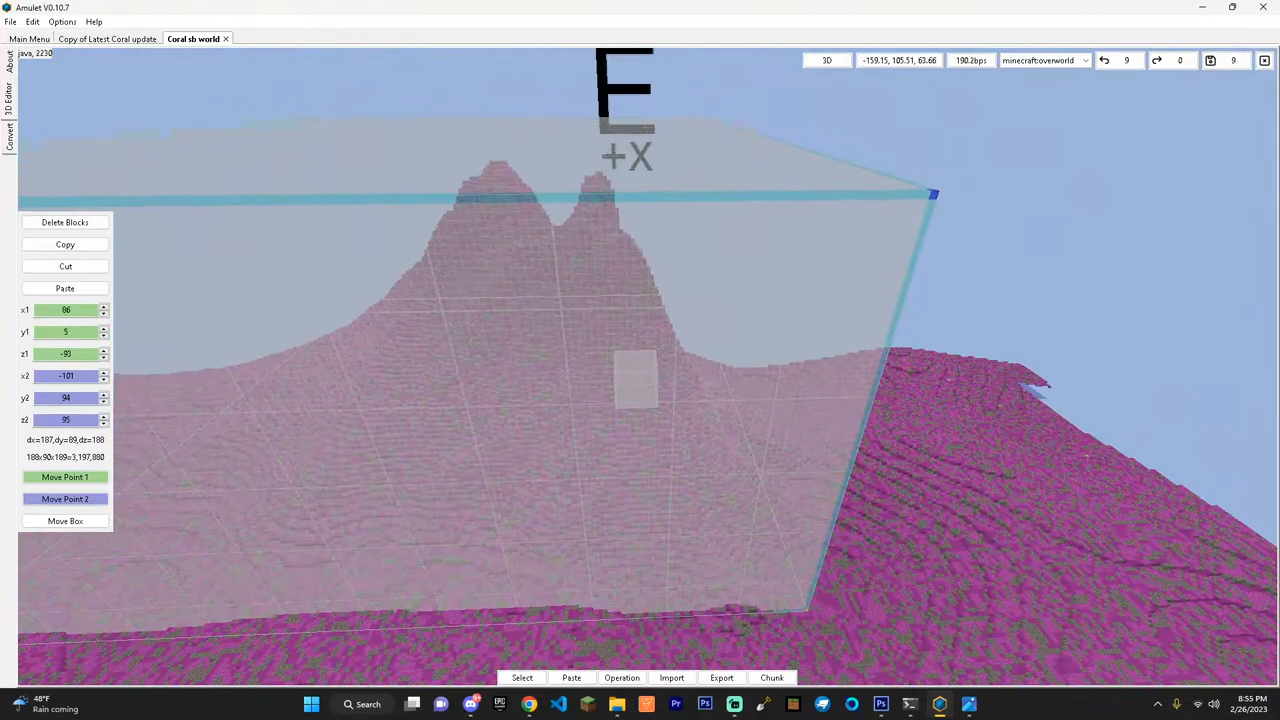 Amulet V0.10.7
File Edit Options Help
Main Menu Copy of Latest Coral update Coral sb world
java, 2230
About
3D Editor
Convert
3D -159.15, 105.51, 63.66 190.2bps minecraft:overworld 9 0 9
E
+X
Delete Blocks
Copy
Cut
Paste
x1 86
y1 5
z1 -93
x2 -101
y2 94
z2 95
dx=187,dy=89,dz=188
188x90x189=3,197,880
Move Point 1
Move Point 2
Move Box
Select Paste Operation Import Export Chunk
48°F
Rain coming
Search
EPIC
Pr
Ps
Ps
8:55 PM
2/26/2023